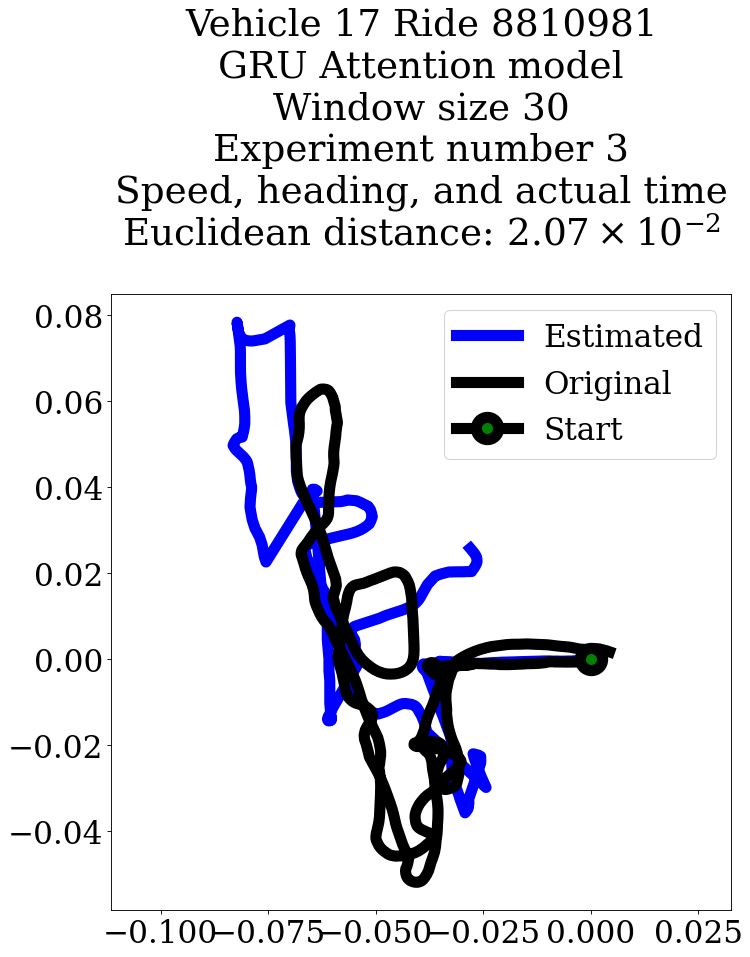 Vehicle 17 Ride 8810981
GRU Attention model
Window size 30
Experiment number 3
Speed, heading, and actual time
Euclidean distance: 2.07 × 10⁻²
Estimated
Original
Start
0.08
0.06
0.04
0.02
0.00
−0.02
−0.04
−0.100 −0.075 −0.050 −0.025 0.000 0.025